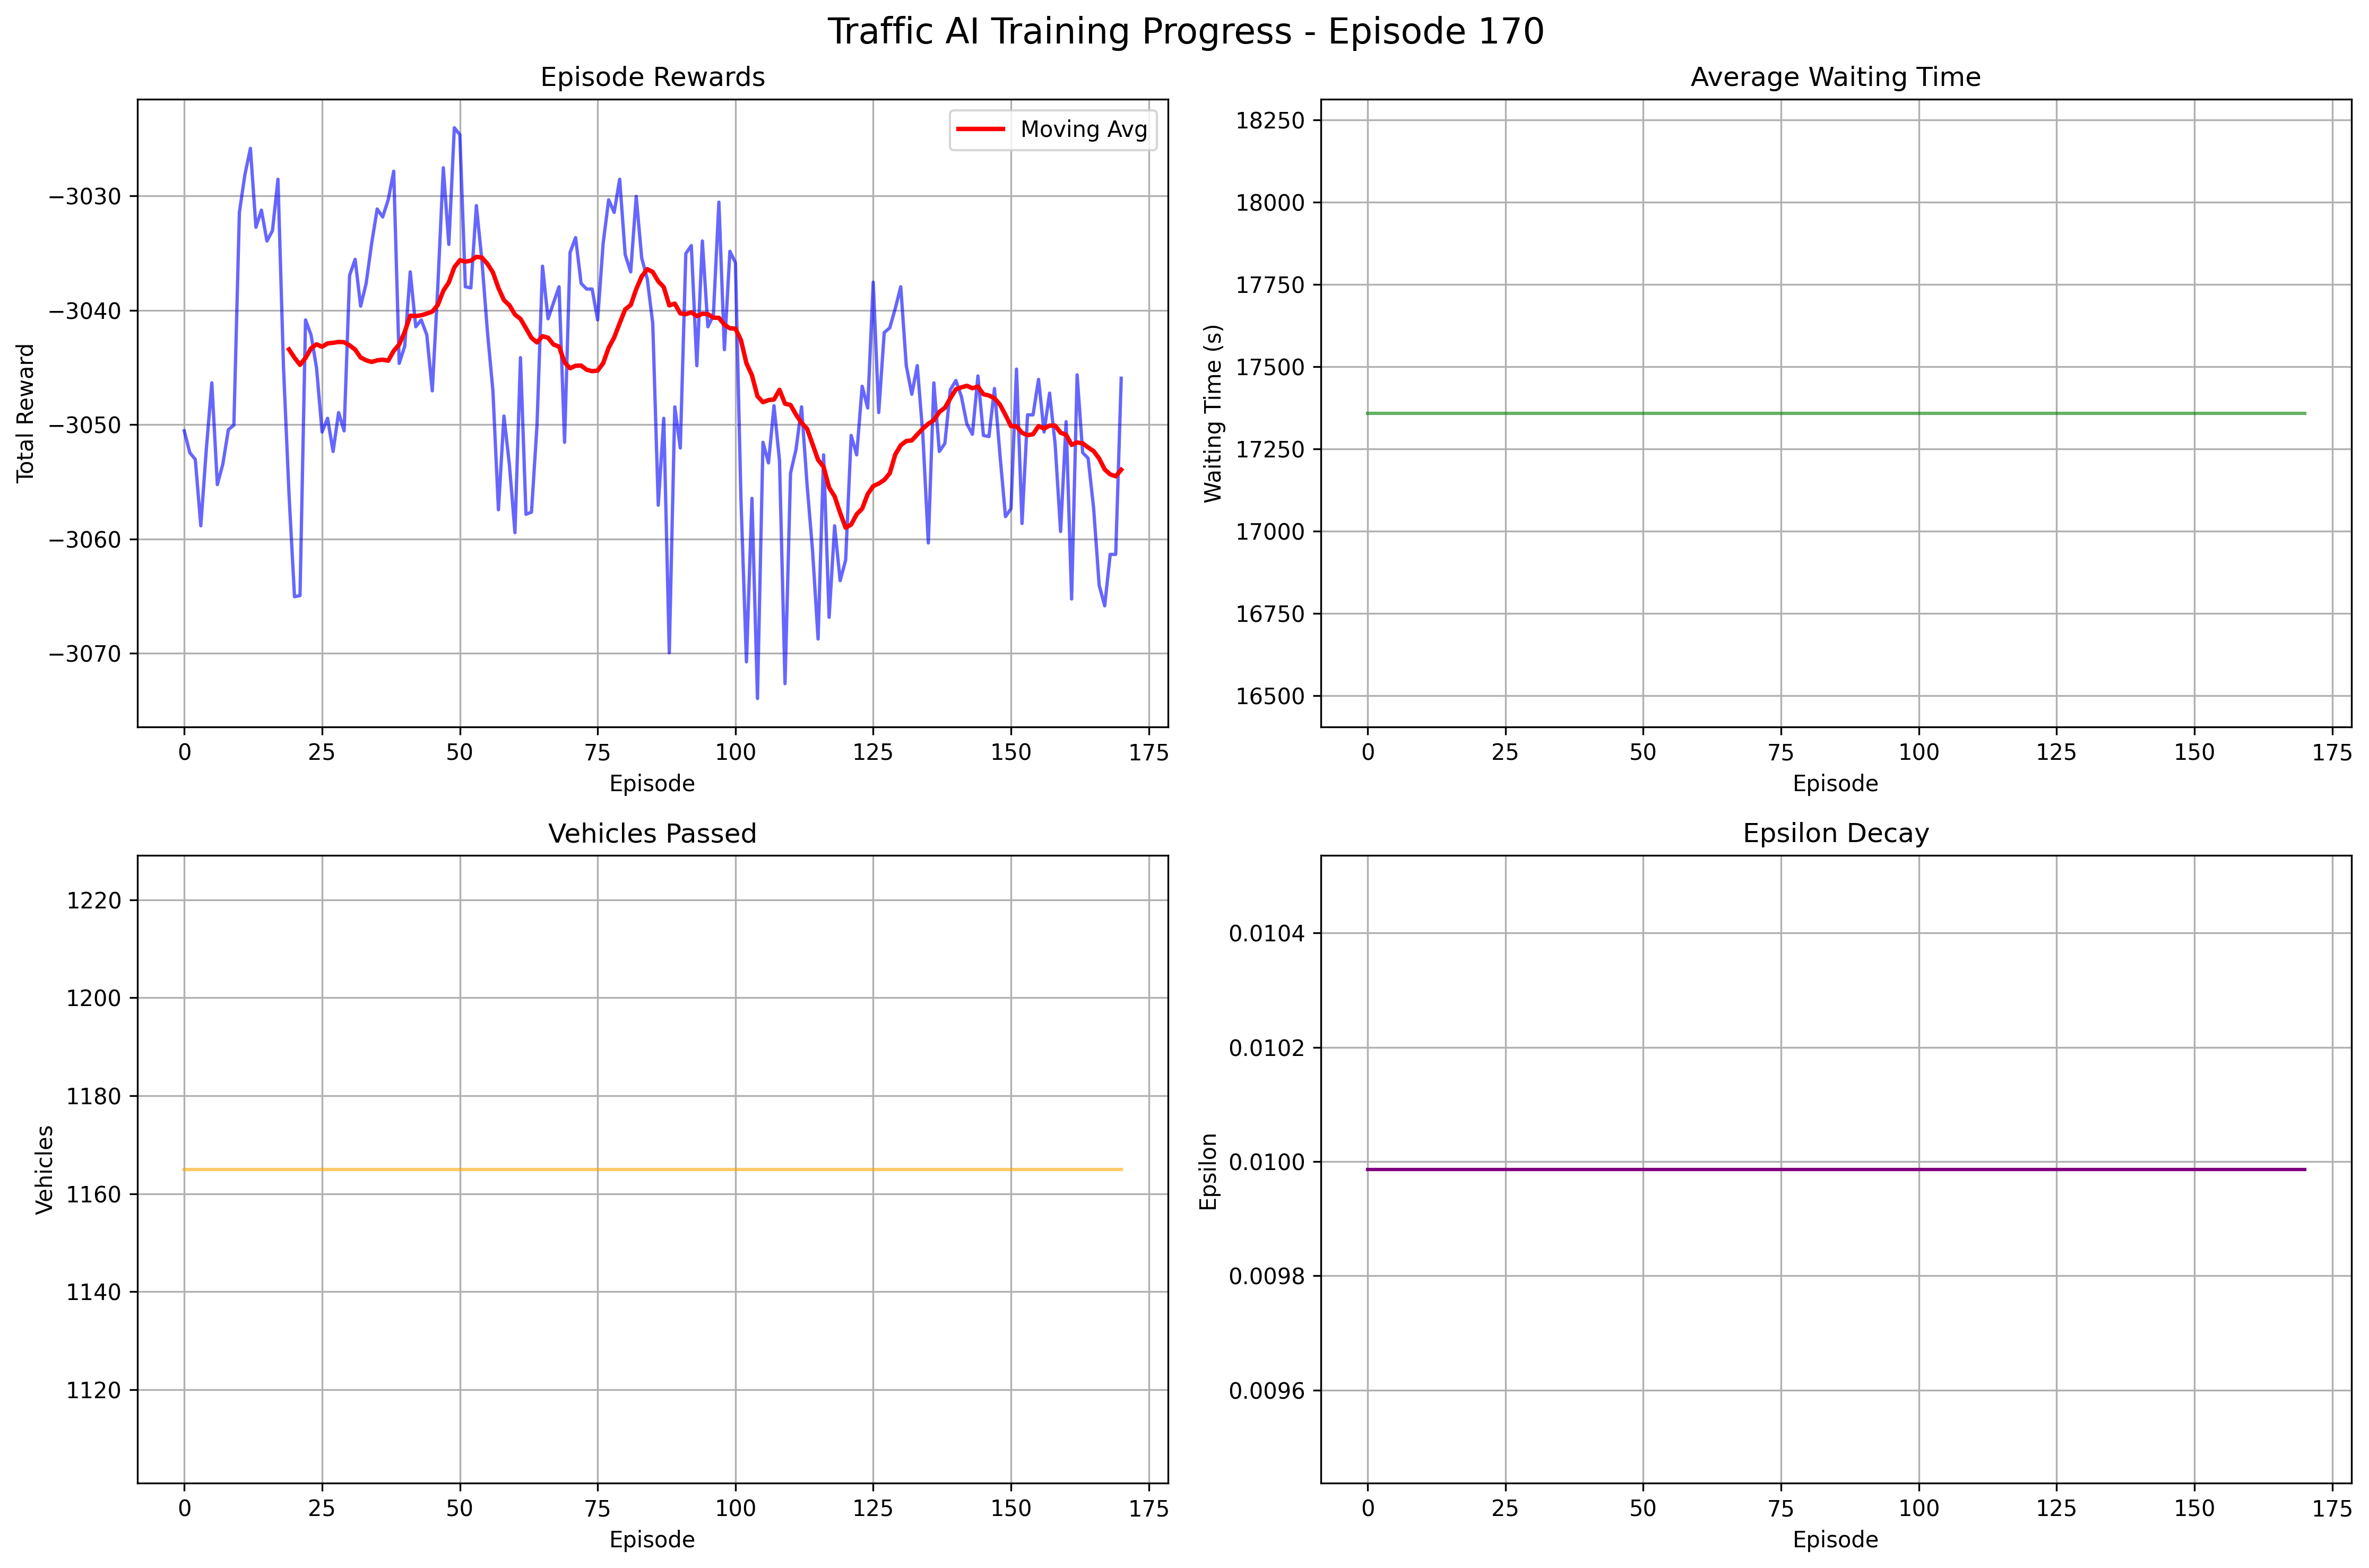 Traffic AI Training Progress - Episode 170
Episode Rewards
Moving Avg
Total Reward
−3030
−3040
−3050
−3060
−3070
0 25 50 75 100 125 150 175
Episode
Average Waiting Time
Waiting Time (s)
18250
18000
17750
17500
17250
17000
16750
16500
0 25 50 75 100 125 150 175
Episode
Vehicles Passed
Vehicles
1220
1200
1180
1160
1140
1120
0 25 50 75 100 125 150 175
Episode
Epsilon Decay
Epsilon
0.0104
0.0102
0.0100
0.0098
0.0096
0 25 50 75 100 125 150 175
Episode